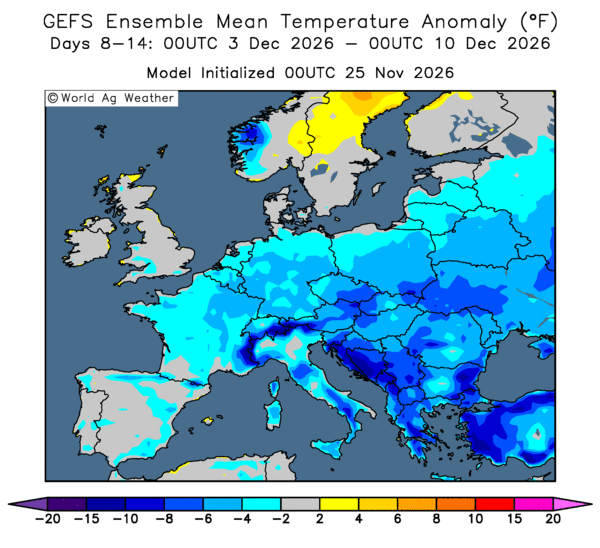 GEFS Ensemble Mean Temperature Anomaly (°F)
Days 8-14: 00UTC 3 Dec 2026 - 00UTC 10 Dec 2026
Model Initialized 00UTC 25 Nov 2026
©World Ag Weather
-20 -15 -10 -8 -6 -4 -2 2 4 6 8 10 15 20